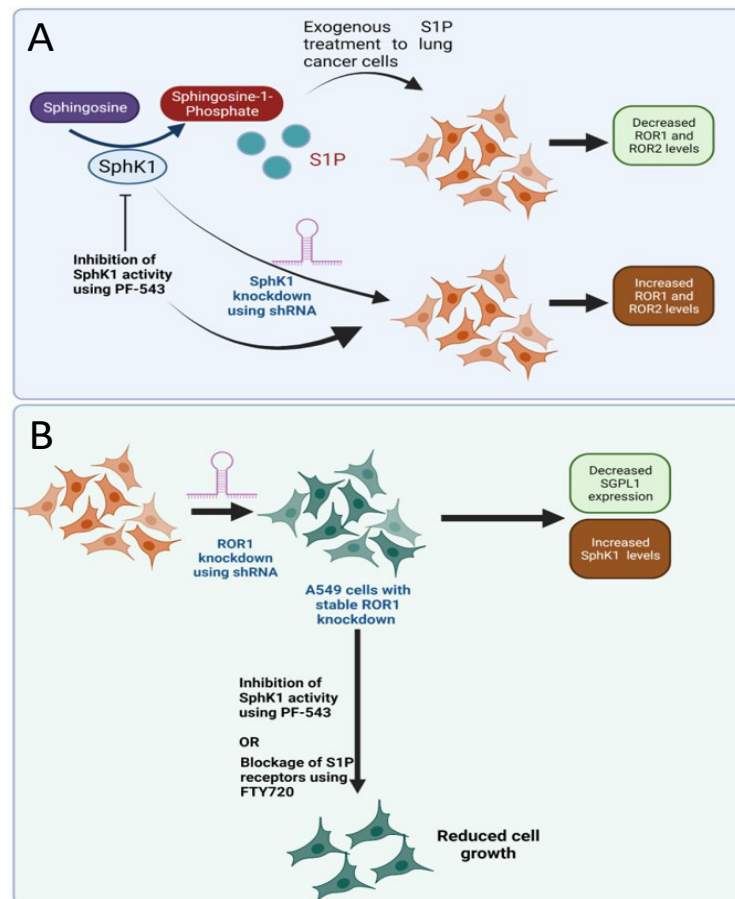 A
Exogenous S1P
treatment to lung
cancer cells
Sphingosine
Sphingosine-1-
Phosphate
S1P
SphK1
Decreased
ROR1 and
ROR2 levels
Inhibition of
SphK1 activity
using PF-543
SphK1
knockdown
using shRNA
Increased
ROR1 and
ROR2 levels
B
ROR1
knockdown
using shRNA
A549 cells with
stable ROR1
knockdown
Decreased
SGPL1
expression
Increased
SphK1 levels
Inhibition of
SphK1 activity
using PF-543
OR
Blockage of S1P
receptors using
FTY720
Reduced cell
growth